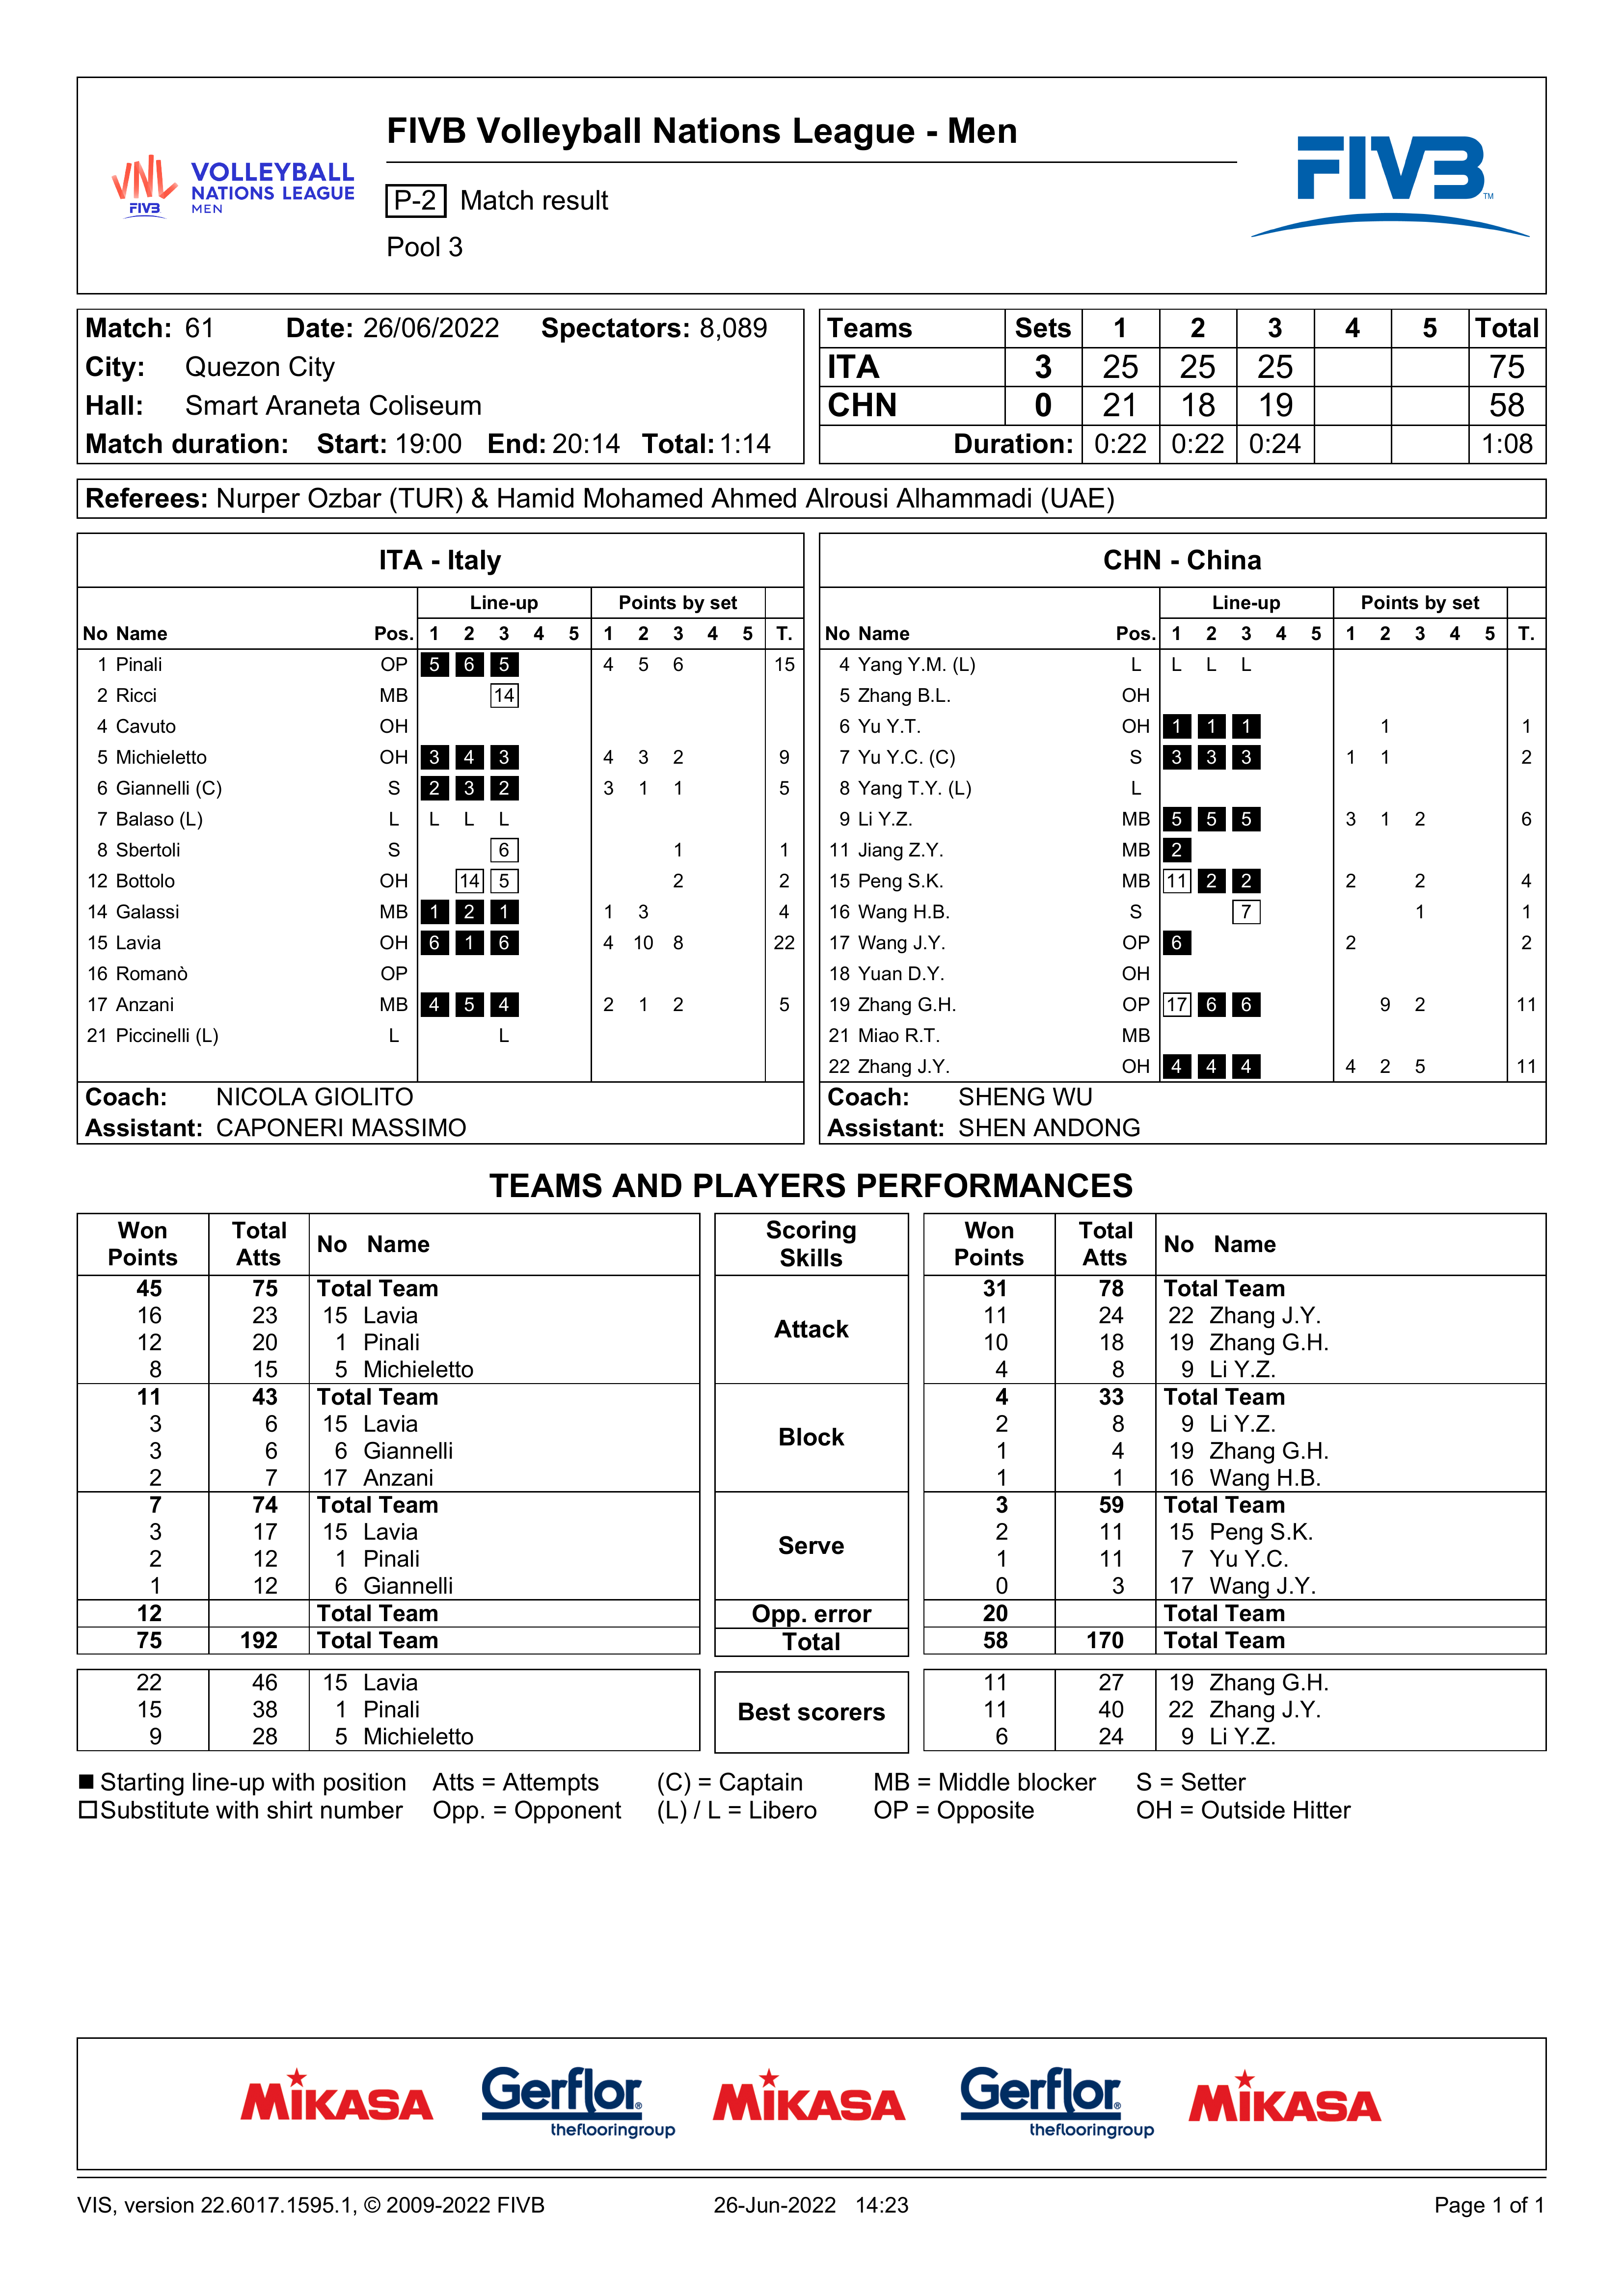 FIVB Volleyball Nations League - Men
VNL FIVB VOLLEYBALL NATIONS LEAGUE MEN
P-2 Match result
Pool 3
FIVB TM
Match: 61 Date: 26/06/2022 Spectators: 8,089
City: Quezon City
Hall: Smart Araneta Coliseum
Match duration: Start: 19:00 End: 20:14 Total: 1:14
Teams Sets 1 2 3 4 5 Total
ITA 3 25 25 25 75
CHN 0 21 18 19 58
Duration: 0:22 0:22 0:24 1:08
Referees: Nurper Ozbar (TUR) & Hamid Mohamed Ahmed Alrousi Alhammadi (UAE)
ITA - Italy
Line-up Points by set
No Name Pos. 1 2 3 4 5 1 2 3 4 5 T.
1 Pinali OP 5 6 5 4 5 6 15
2 Ricci MB 14
4 Cavuto OH
5 Michieletto OH 3 4 3 4 3 2 9
6 Giannelli (C) S 2 3 2 3 1 1 5
7 Balaso (L) L L L L
8 Sbertoli S 6 1 1
12 Bottolo OH 14 5 2 2
14 Galassi MB 1 2 1 1 3 4
15 Lavia OH 6 1 6 4 10 8 22
16 Romanò OP
17 Anzani MB 4 5 4 2 1 2 5
21 Piccinelli (L) L L
Coach: NICOLA GIOLITO
Assistant: CAPONERI MASSIMO
CHN - China
Line-up Points by set
No Name Pos. 1 2 3 4 5 1 2 3 4 5 T.
4 Yang Y.M. (L) L L L L
5 Zhang B.L. OH
6 Yu Y.T. OH 1 1 1 1 1
7 Yu Y.C. (C) S 3 3 3 1 1 2
8 Yang T.Y. (L) L
9 Li Y.Z. MB 5 5 5 3 1 2 6
11 Jiang Z.Y. MB 2
15 Peng S.K. MB 11 2 2 2 2 4
16 Wang H.B. S 7 1 1
17 Wang J.Y. OP 6 2 2
18 Yuan D.Y. OH
19 Zhang G.H. OP 17 6 6 9 2 11
21 Miao R.T. MB
22 Zhang J.Y. OH 4 4 4 4 2 5 11
Coach: SHENG WU
Assistant: SHEN ANDONG
TEAMS AND PLAYERS PERFORMANCES
Won Points Total Atts No Name Scoring Skills Won Points Total Atts No Name
45 75 Total Team 31 78 Total Team
16 23 15 Lavia Attack 11 24 22 Zhang J.Y.
12 20 1 Pinali 10 18 19 Zhang G.H.
8 15 5 Michieletto 4 8 9 Li Y.Z.
11 43 Total Team 4 33 Total Team
3 6 15 Lavia Block 2 8 9 Li Y.Z.
3 6 6 Giannelli 1 4 19 Zhang G.H.
2 7 17 Anzani 1 1 16 Wang H.B.
7 74 Total Team 3 59 Total Team
3 17 15 Lavia Serve 2 11 15 Peng S.K.
2 12 1 Pinali 1 11 7 Yu Y.C.
1 12 6 Giannelli 0 3 17 Wang J.Y.
12 Total Team Opp. error 20 Total Team
75 192 Total Team Total 58 170 Total Team
22 46 15 Lavia 11 27 19 Zhang G.H.
15 38 1 Pinali Best scorers 11 40 22 Zhang J.Y.
9 28 5 Michieletto 6 24 9 Li Y.Z.
Starting line-up with position Atts = Attempts (C) = Captain MB = Middle blocker S = Setter
Substitute with shirt number Opp. = Opponent (L) / L = Libero OP = Opposite OH = Outside Hitter
MIKASA Gerflor® theflooringgroup MIKASA Gerflor® theflooringgroup MIKASA
VIS, version 22.6017.1595.1, © 2009-2022 FIVB 26-Jun-2022 14:23 Page 1 of 1